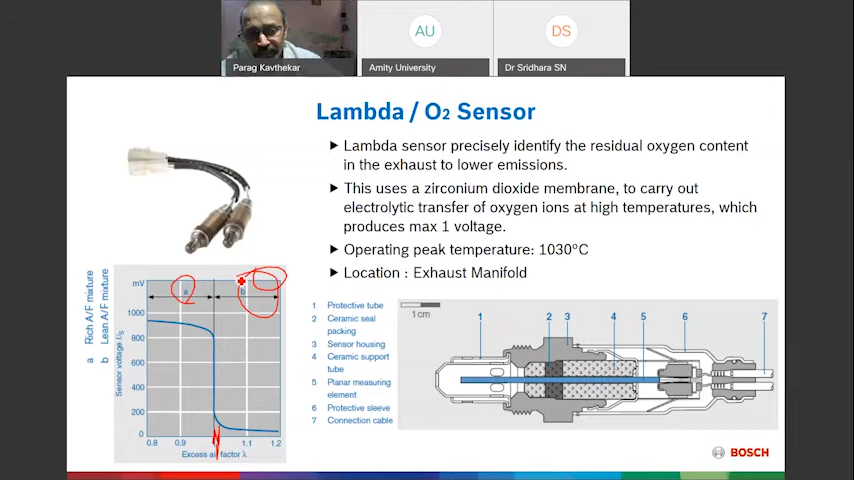 AU
DS
Parag Kavthekar
Amity University
Dr Sridhara SN
Lambda / O2 Sensor
Lambda sensor precisely identify the residual oxygen content
in the exhaust to lower emissions.
This uses a zirconium dioxide membrane, to carry out
electrolytic transfer of oxygen ions at high temperatures, which
produces max 1 voltage.
Operating peak temperature: 1030°C
Location : Exhaust Manifold
a Rich A/F mixture
b Lean A/F mixture
Sensor voltage Us
mV
a
b
1000
800
600
400
200
0
0.8 0.9 1.1 1.2
Excess air factor λ
1 Protective tube
2 Ceramic seal
packing
3 Sensor housing
4 Ceramic support
tube
5 Planar measuring
element
6 Protective sleeve
7 Connection cable
1 cm
1 2 3 4 5 6 7
BOSCH